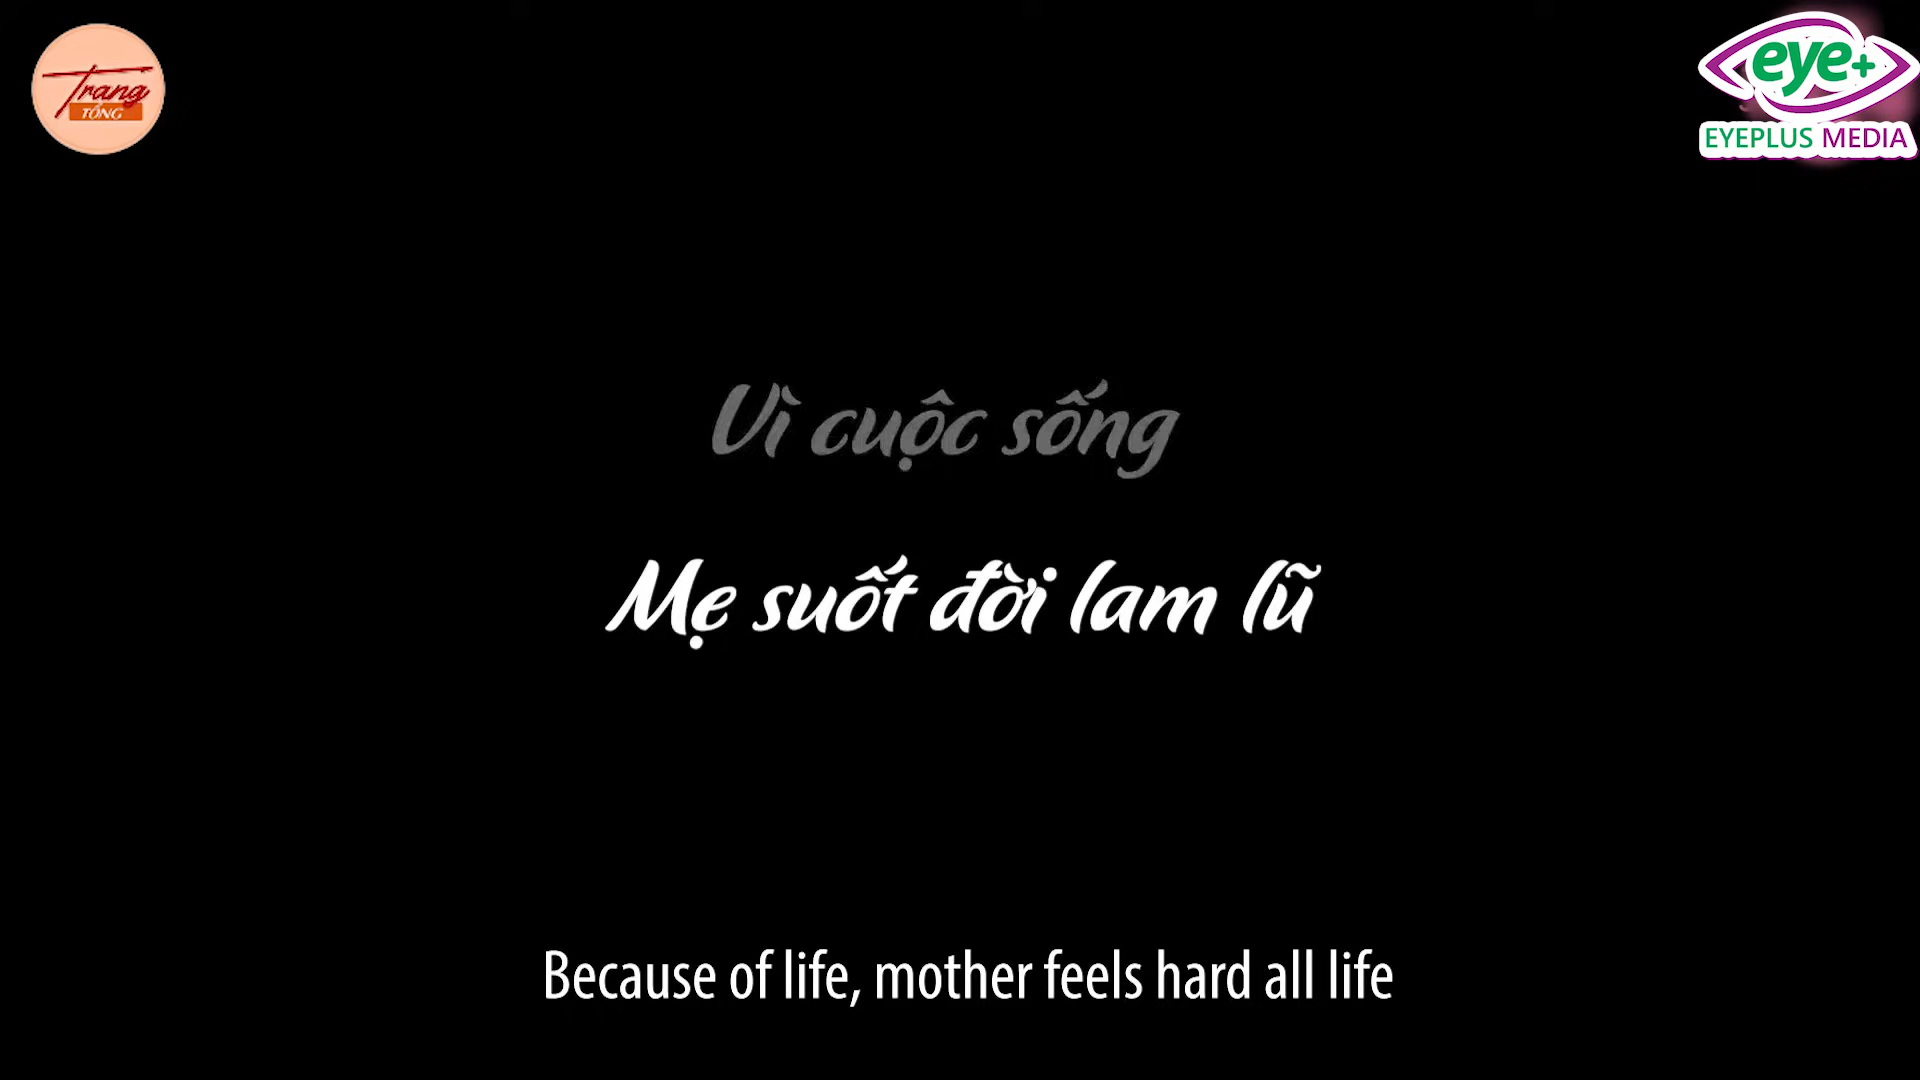 Trang
TỐNG
eye+
EYEPLUS MEDIA
Vì cuộc sống
Mẹ suốt đời lam lũ
Because of life, mother feels hard all life